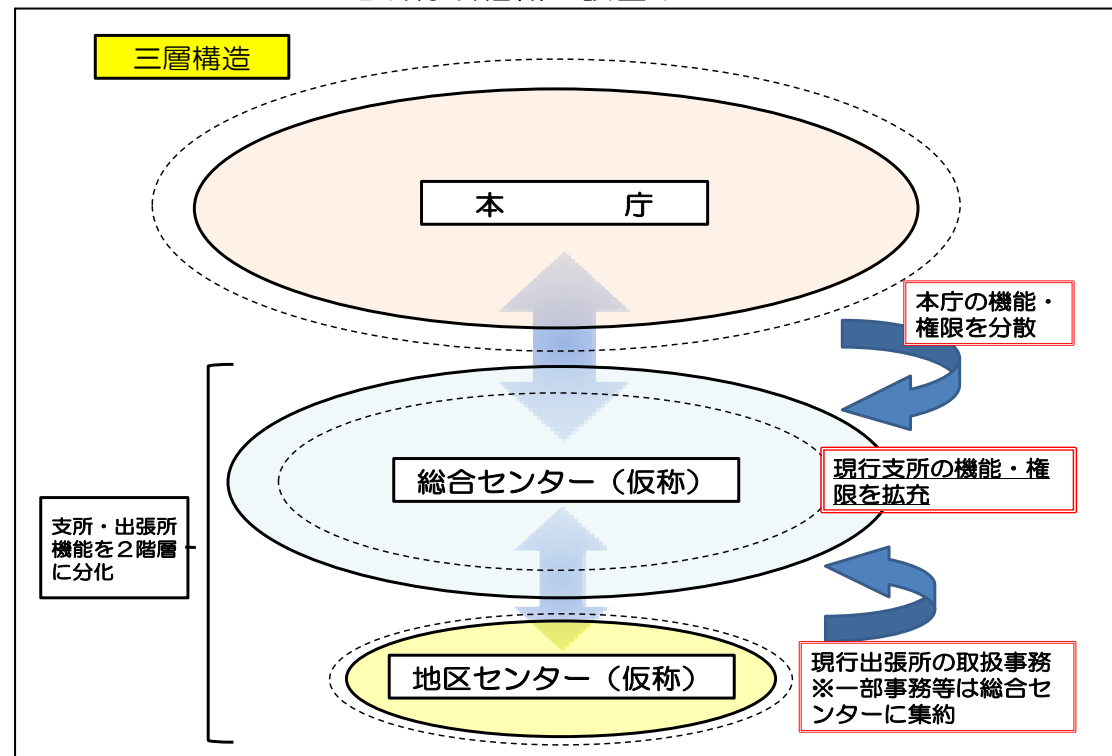 三層構造
本　　　　庁
本庁の機能・
権限を分散
総合センター（仮称）
現行支所の機能・権
限を拡充
支所・出張所
機能を２階層
に分化
地区センター（仮称）
現行出張所の取扱事務
※一部事務等は総合セ
ンターに集約